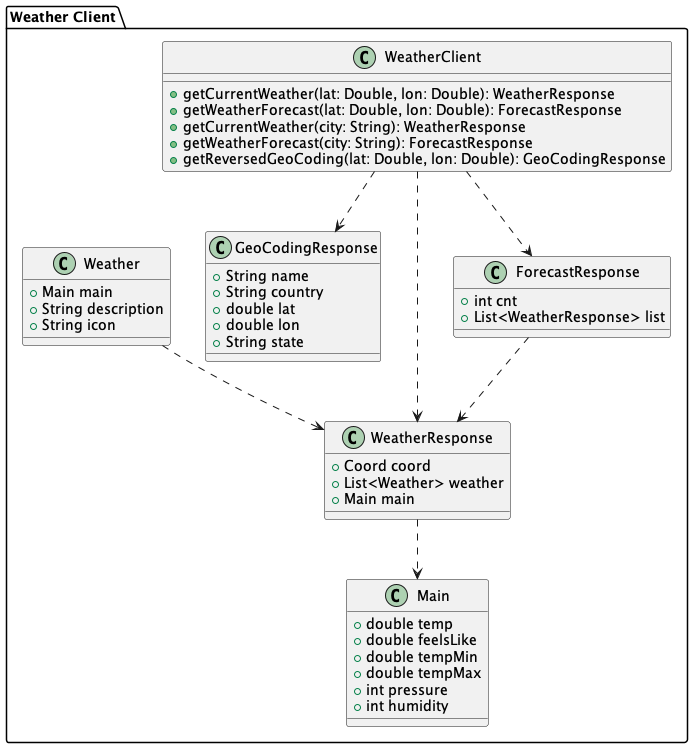 Weather Client
C WeatherClient
getCurrentWeather(lat: Double, lon: Double): WeatherResponse
getWeatherForecast(lat: Double, lon: Double): ForecastResponse
getCurrentWeather(city: String): WeatherResponse
getWeatherForecast(city: String): ForecastResponse
getReversedGeoCoding(lat: Double, lon: Double): GeoCodingResponse
C Weather
Main main
String description
String icon
C GeoCodingResponse
String name
String country
double lat
double lon
String state
C ForecastResponse
int cnt
List<WeatherResponse> list
C WeatherResponse
Coord coord
List<Weather> weather
Main main
C Main
double temp
double feelsLike
double tempMin
double tempMax
int pressure
int humidity